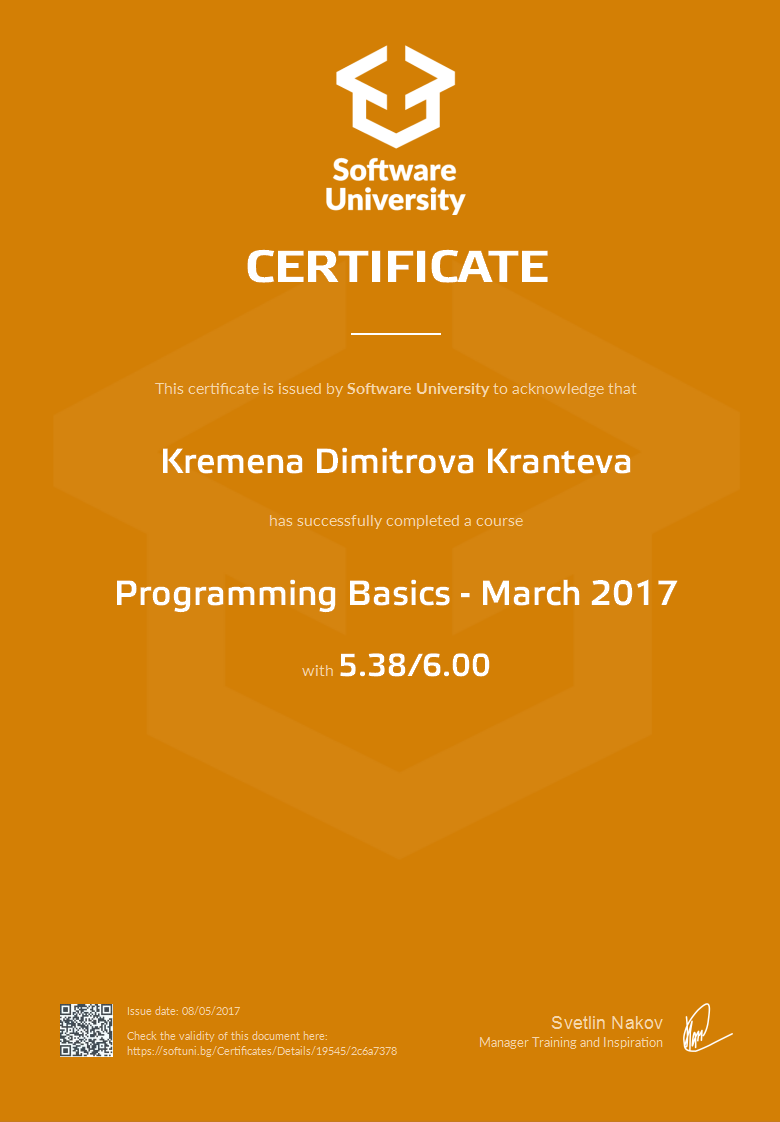 Software
University
CERTIFICATE
This certificate is issued by Software University to acknowledge that
Kremena Dimitrova Kranteva
has successfully completed a course
Programming Basics - March 2017
with 5.38/6.00
Issue date: 08/05/2017
Check the validity of this document here:
https://softuni.bg/Certificates/Details/19545/2c6a7378
Svetlin Nakov
Manager Training and Inspiration